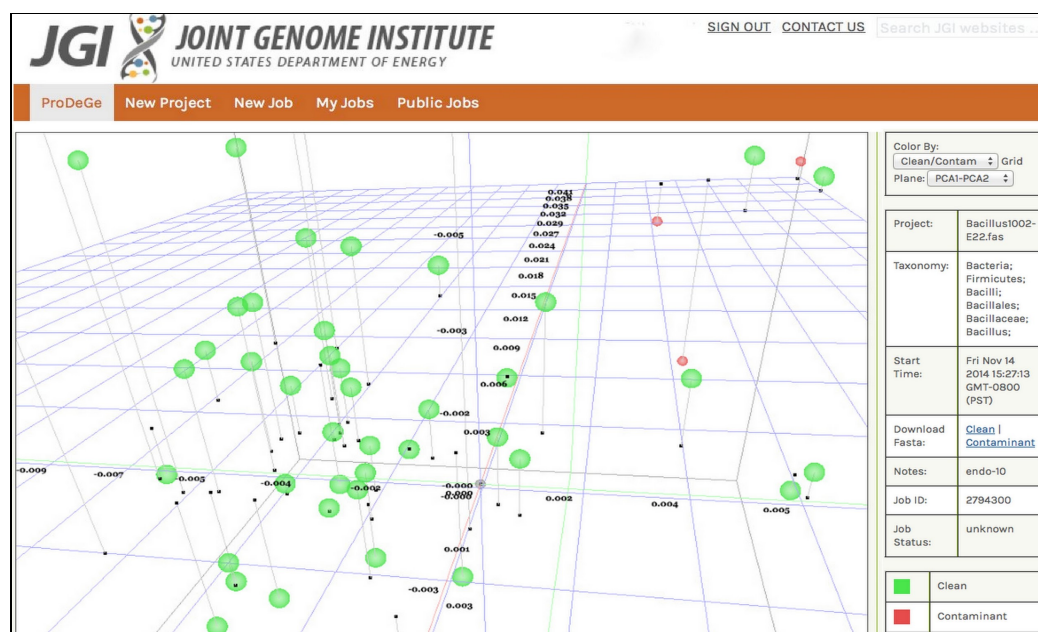 SIGN OUT CONTACT US Search JGI websites ...
JGI JOINT GENOME INSTITUTE
UNITED STATES DEPARTMENT OF ENERGY
ProDeGe New Project New Job My Jobs Public Jobs
0.041
0.038
0.035
0.032
0.029
-0.005 0.027
0.024
0.021
0.018
0.015
0.012
-0.003
0.009
0.006
-0.002
0.003
-0.009 -0.007 -0.005 -0.004 -0.002 -0.000
-0.000
-0.000
0.002 0.004 0.005
0.001
-0.003
0.003
Color By:
Clean/Contam Grid
Plane: PCA1-PCA2
Project: Bacillus1002-
E22.fas
Taxonomy: Bacteria;
Firmicutes;
Bacilli;
Bacillales;
Bacillaceae;
Bacillus;
Start Time: Fri Nov 14
2014 15:27:13
GMT-0800
(PST)
Download Fasta: Clean |
Contaminant
Notes: endo-10
Job ID: 2794300
Job Status: unknown
Clean
Contaminant